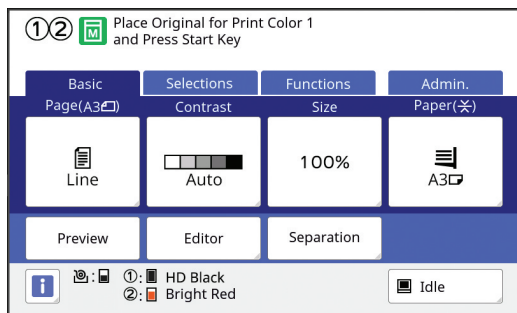 ①② M Place Original for Print Color 1
and Press Start Key
Basic Selections Functions Admin.
Page(A3) Contrast Size Paper(
Line Auto 100% A3
Preview Editor Separation
: ①: HD Black
②: Bright Red
i Idle